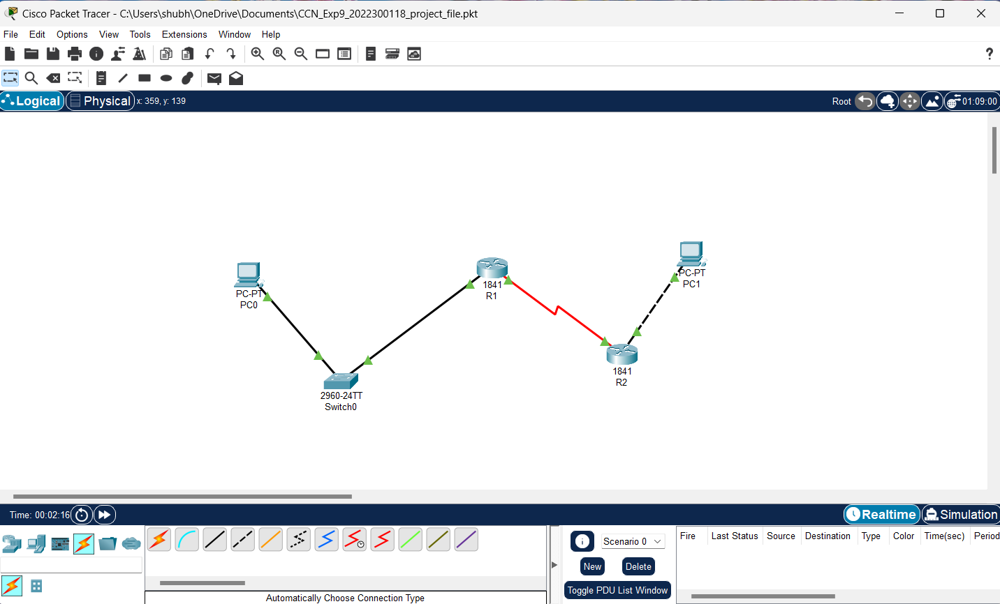 Cisco Packet Tracer - C:\Users\shubh\OneDrive\Documents\CCN_Exp9_2022300118_project_file.pkt
File Edit Options View Tools Extensions Window Help
Logical Physical x: 359, y: 139 Root 01:09:00
PC-PT
PC0
2960-24TT
Switch0
1841
R1
1841
R2
PC-PT
PC1
Time: 00:02:16 Realtime Simulation
Scenario 0
New Delete
Toggle PDU List Window
Fire Last Status Source Destination Type Color Time(sec) Period
Automatically Choose Connection Type